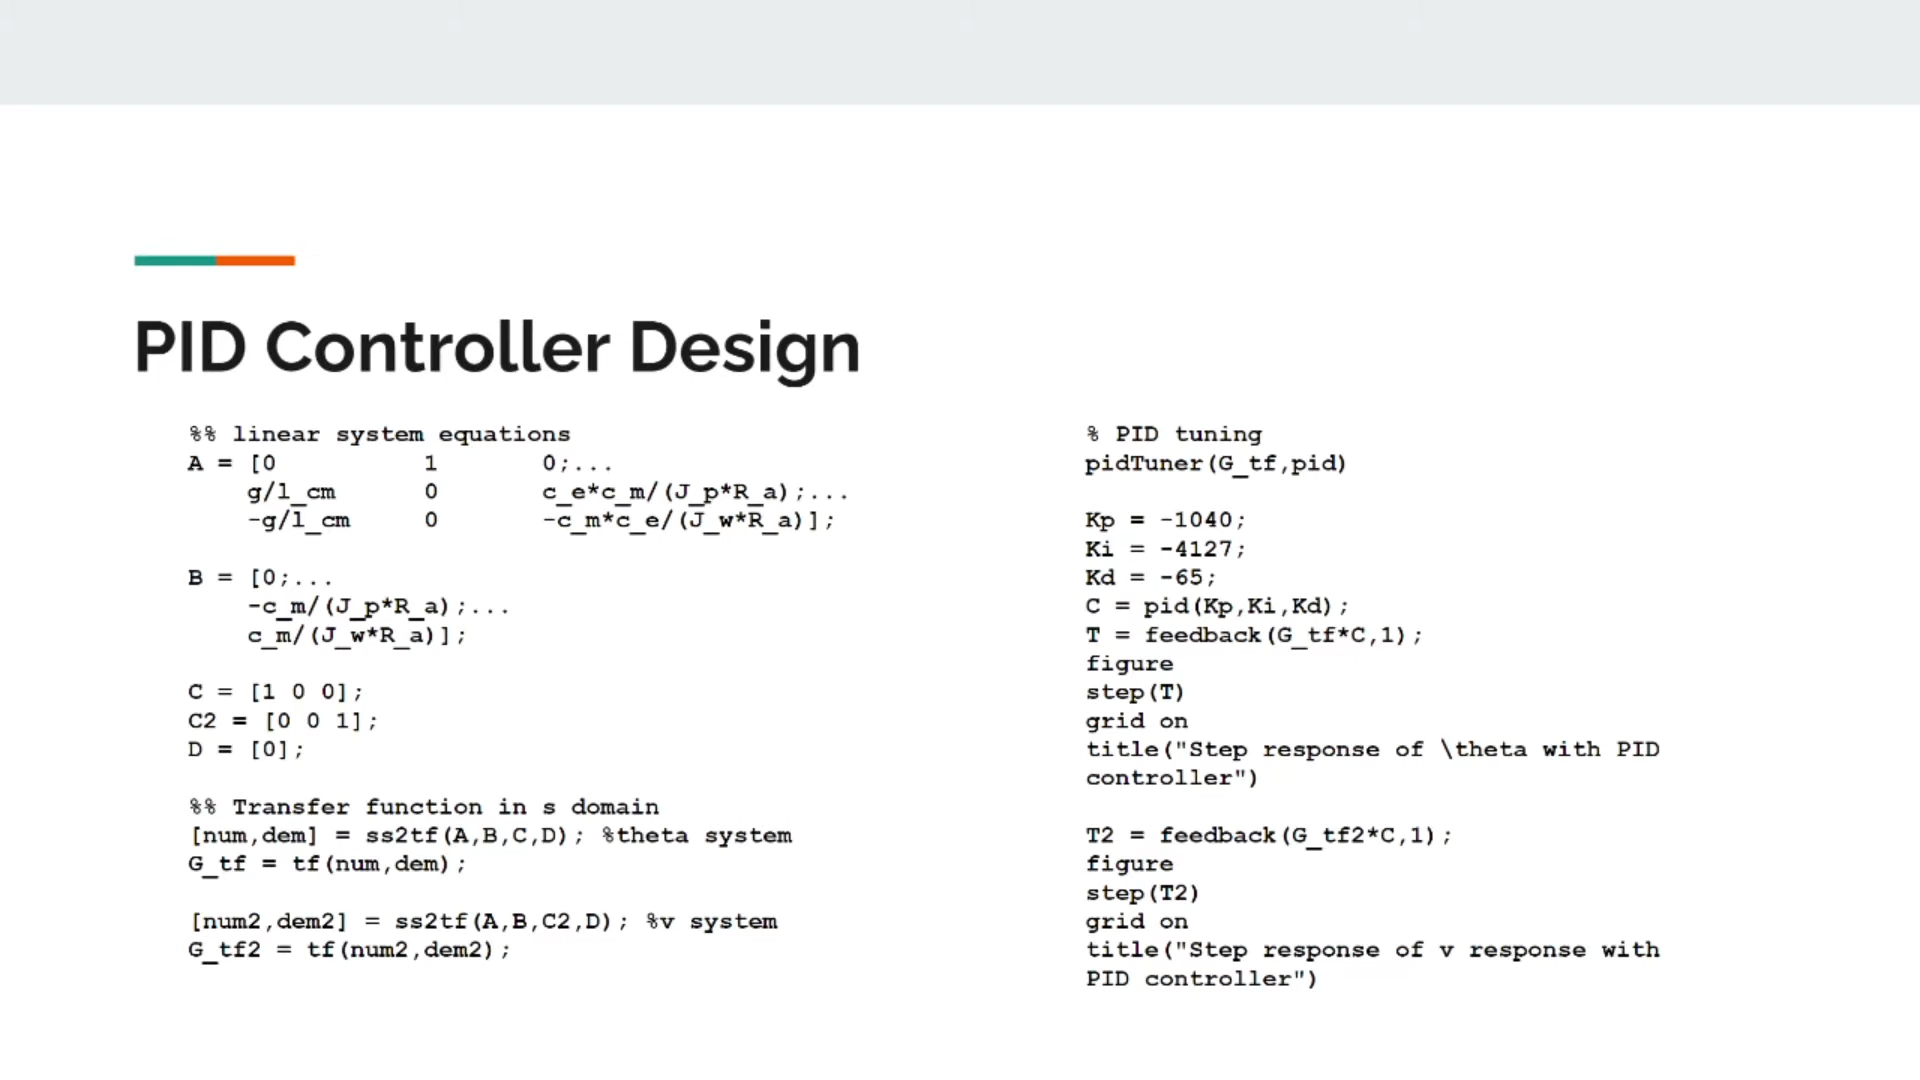 PID Controller Design
%% linear system equations
A = [0 1 0;...
g/l_cm 0 c_e*c_m/(J_p*R_a);...
-g/l_cm 0 -c_m*c_e/(J_w*R_a)];
B = [0;...
-c_m/(J_p*R_a);...
c_m/(J_w*R_a)];
C = [1 0 0];
C2 = [0 0 1];
D = [0];
%% Transfer function in s domain
[num,dem] = ss2tf(A,B,C,D); %theta system
G_tf = tf(num,dem);
[num2,dem2] = ss2tf(A,B,C2,D); %v system
G_tf2 = tf(num2,dem2);
% PID tuning
pidTuner(G_tf,pid)
Kp = -1040;
Ki = -4127;
Kd = -65;
C = pid(Kp,Ki,Kd);
T = feedback(G_tf*C,1);
figure
step(T)
grid on
title("Step response of \theta with PID
controller")
T2 = feedback(G_tf2*C,1);
figure
step(T2)
grid on
title("Step response of v response with
PID controller")